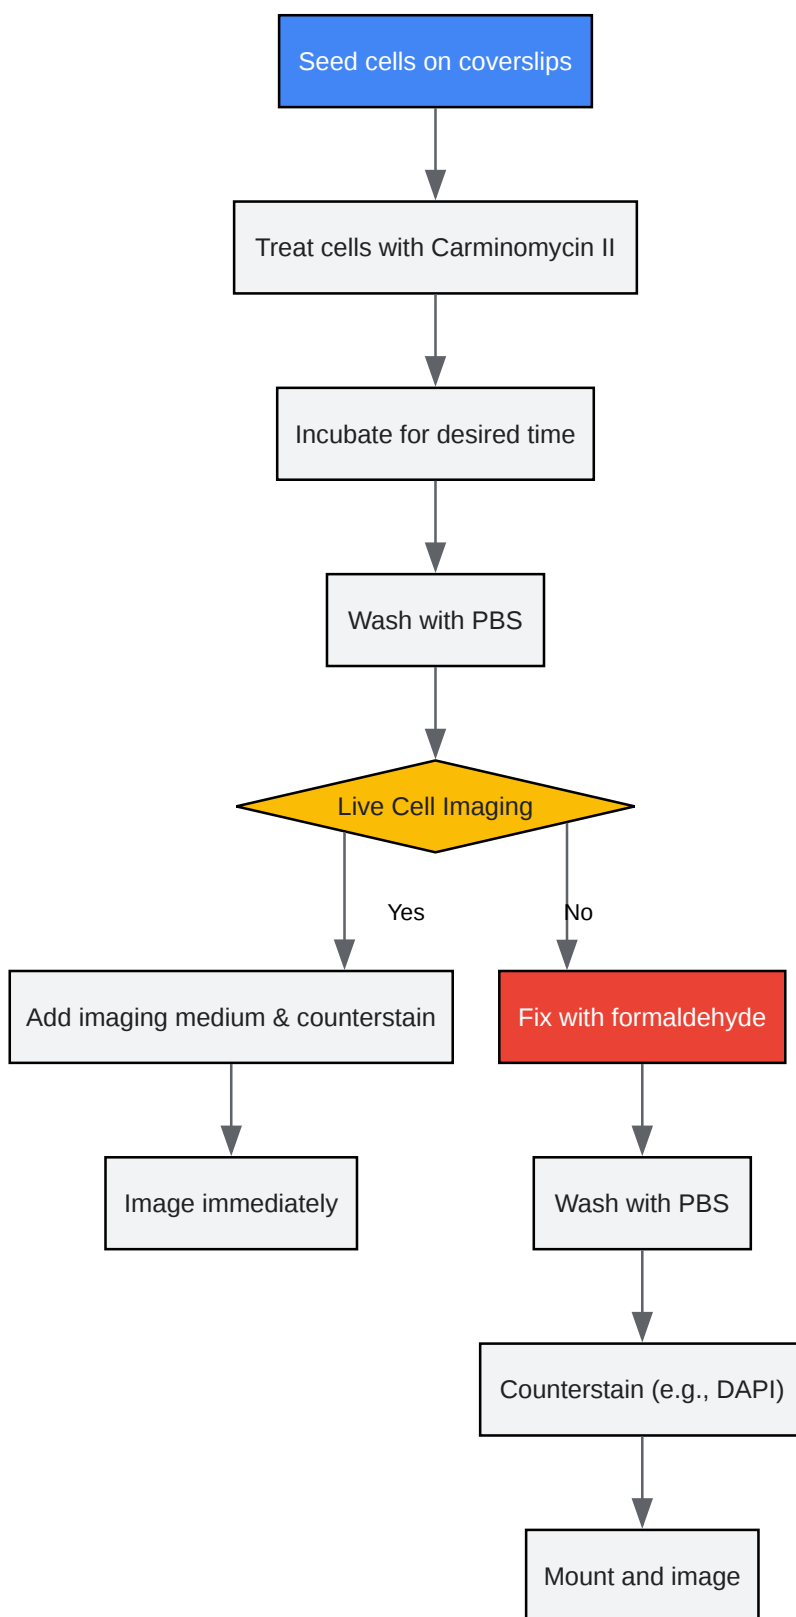 Seed cells on coverslips
Treat cells with Carminomycin II
Incubate for desired time
Wash with PBS
Live Cell Imaging
Yes
No
Add imaging medium & counterstain
Fix with formaldehyde
Image immediately
Wash with PBS
Counterstain (e.g., DAPI)
Mount and image